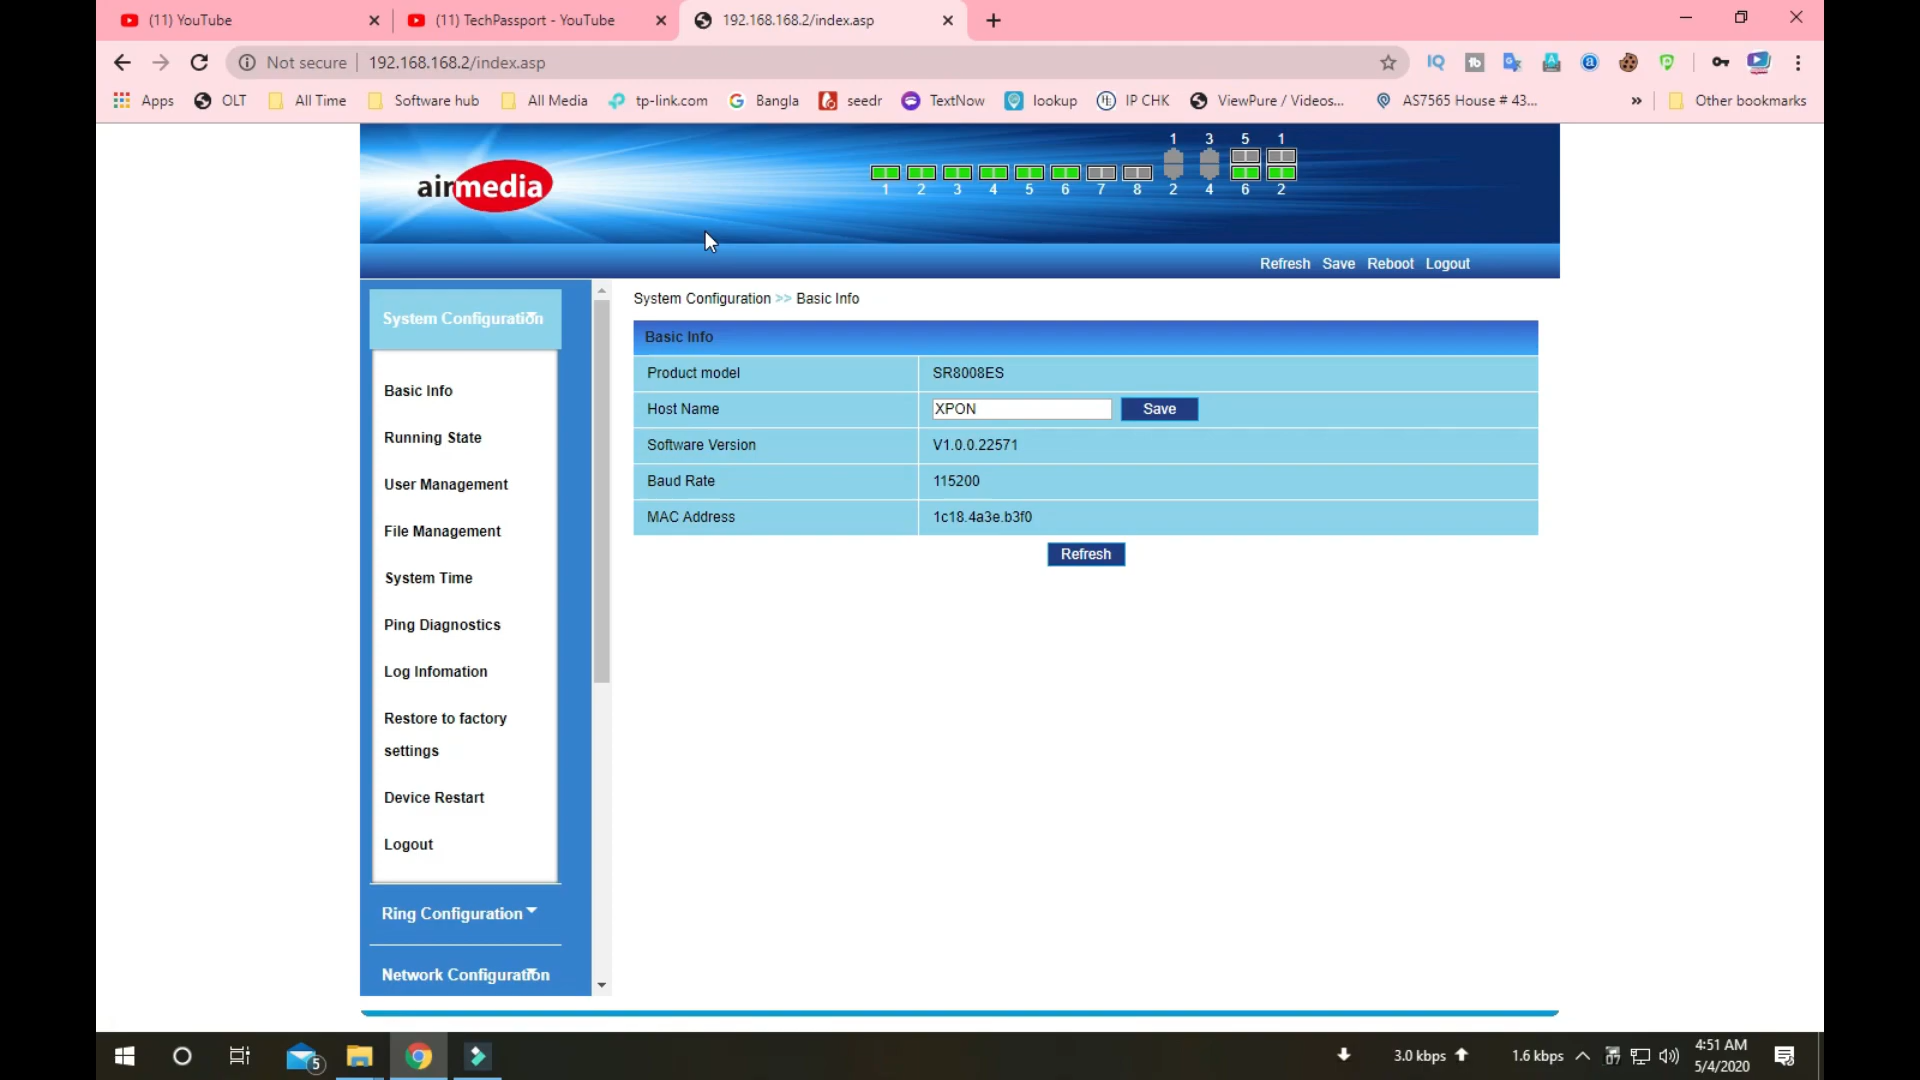 (11) YouTube
(11) TechPassport - YouTube
192.168.168.2/index.asp
Not secure
192.168.168.2/index.asp
IQ
Apps
OLT
All Time
Software hub
All Media
tp-link.com
Bangla
seedr
TextNow
lookup
IP CHK
ViewPure / Videos...
AS7565 House # 43...
»
Other bookmarks
airmedia
1 3 5 1
1 2 3 4 5 6 7 8 2 4 6 2
Refresh Save Reboot Logout
System Configuration
Basic Info
Running State
User Management
File Management
System Time
Ping Diagnostics
Log Infomation
Restore to factory
settings
Device Restart
Logout
Ring Configuration
Network Configuration
System Configuration >> Basic Info
Basic Info
Product model SR8008ES
Host Name XPON Save
Software Version V1.0.0.22571
Baud Rate 115200
MAC Address 1c18.4a3e.b3f0
Refresh
5
3.0 kbps
1.6 kbps
4:51 AM
5/4/2020